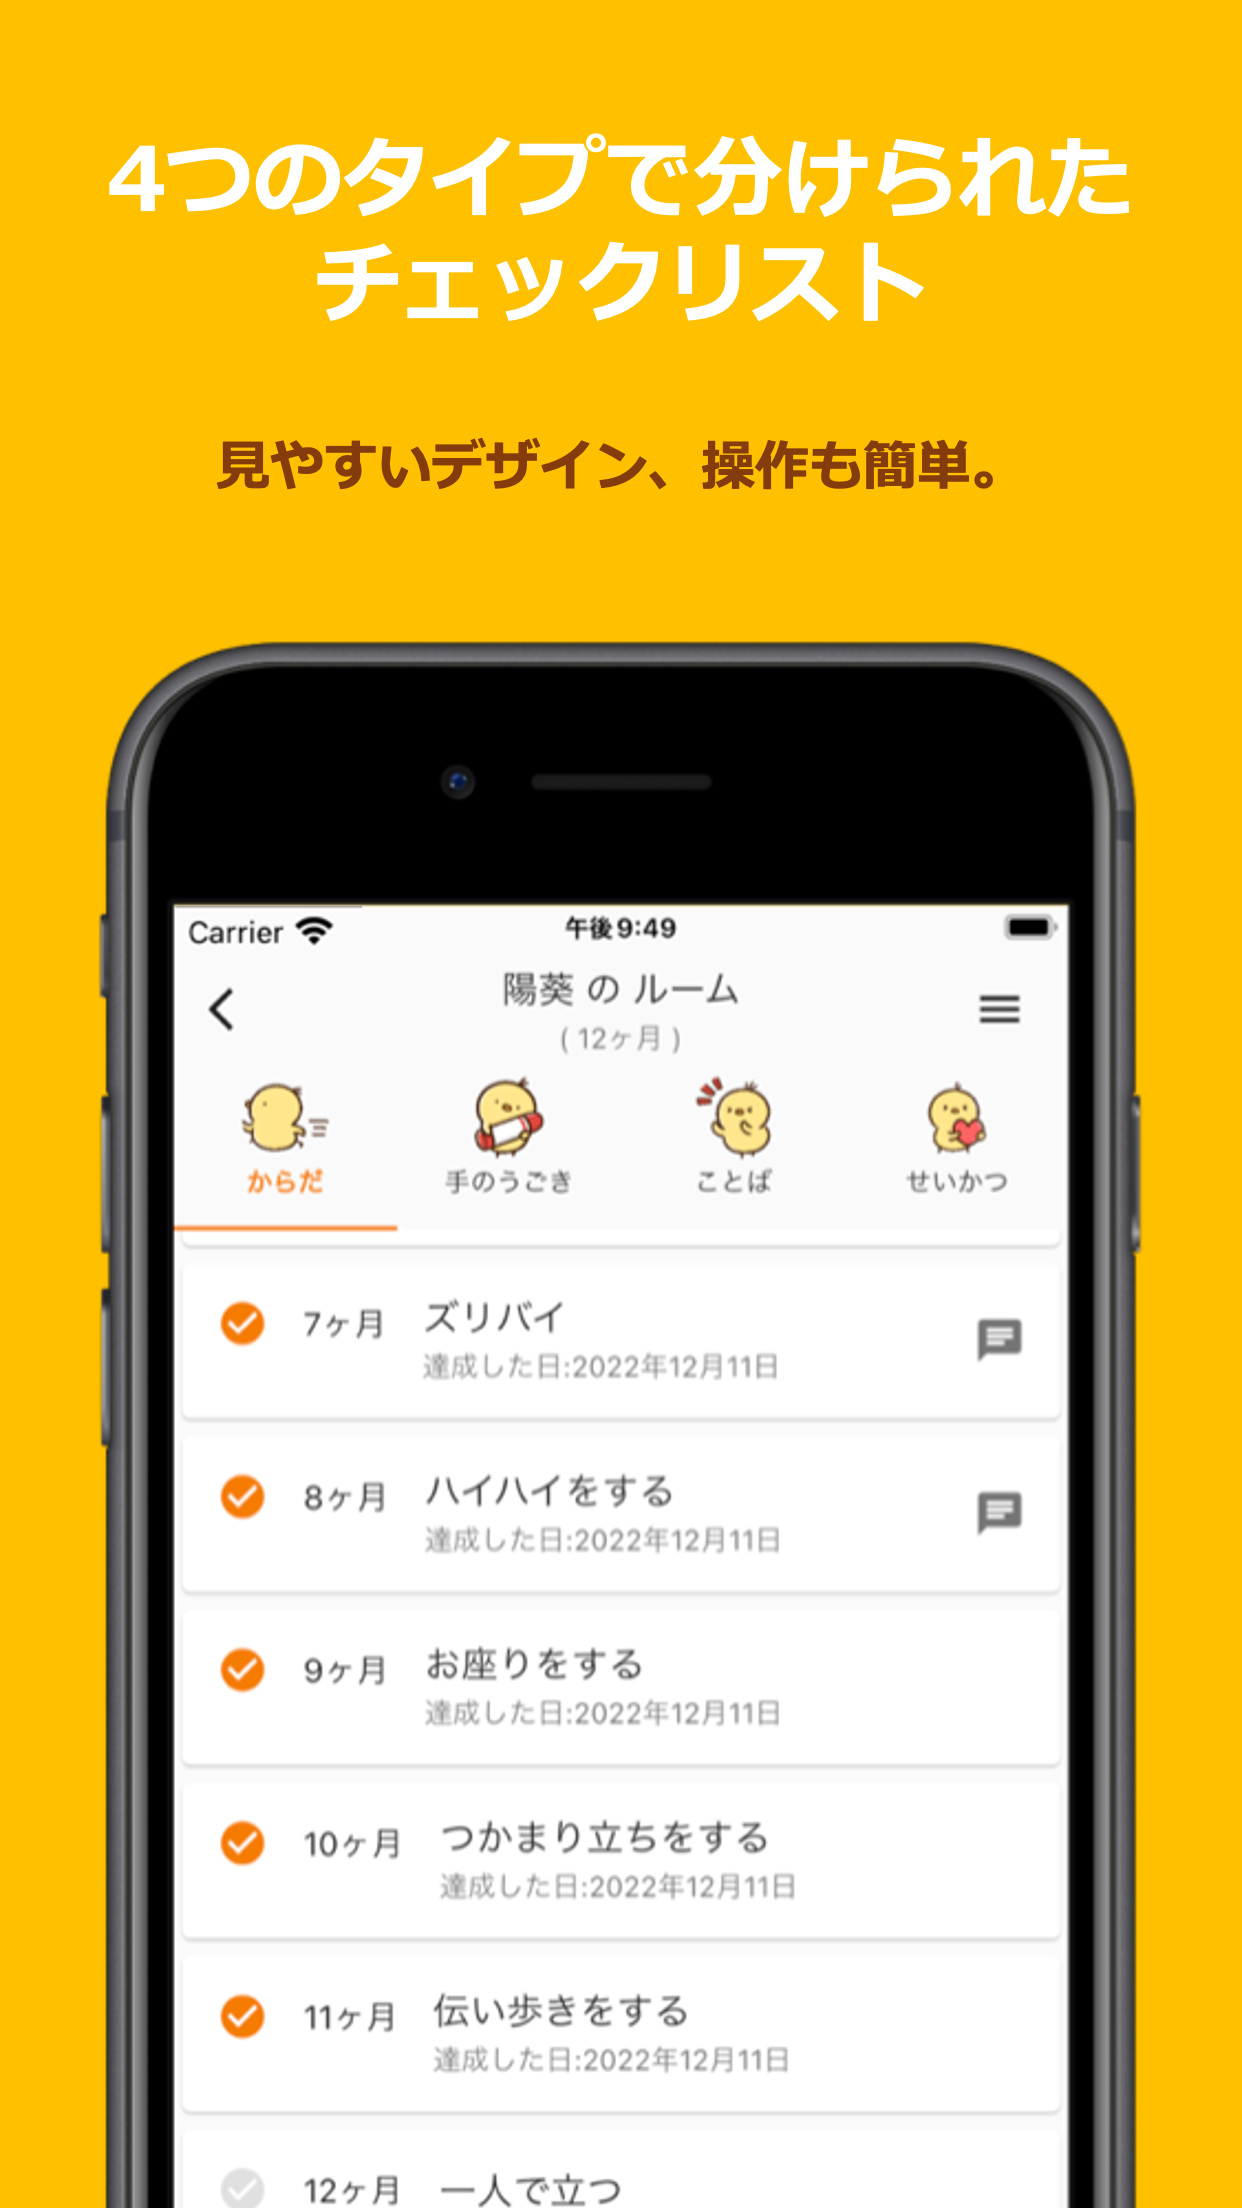 4つのタイプで分けられた
チェックリスト
見やすいデザイン、操作も簡単。
Carrier 午後9:49
陽葵 の ルーム
( 12ヶ月 )
からだ 手のうごき ことば せいかつ
7ヶ月 ズリバイ
達成した日:2022年12月11日
8ヶ月 ハイハイをする
達成した日:2022年12月11日
9ヶ月 お座りをする
達成した日:2022年12月11日
10ヶ月 つかまり立ちをする
達成した日:2022年12月11日
11ヶ月 伝い歩きをする
達成した日:2022年12月11日
12ヶ月 一人で立つ